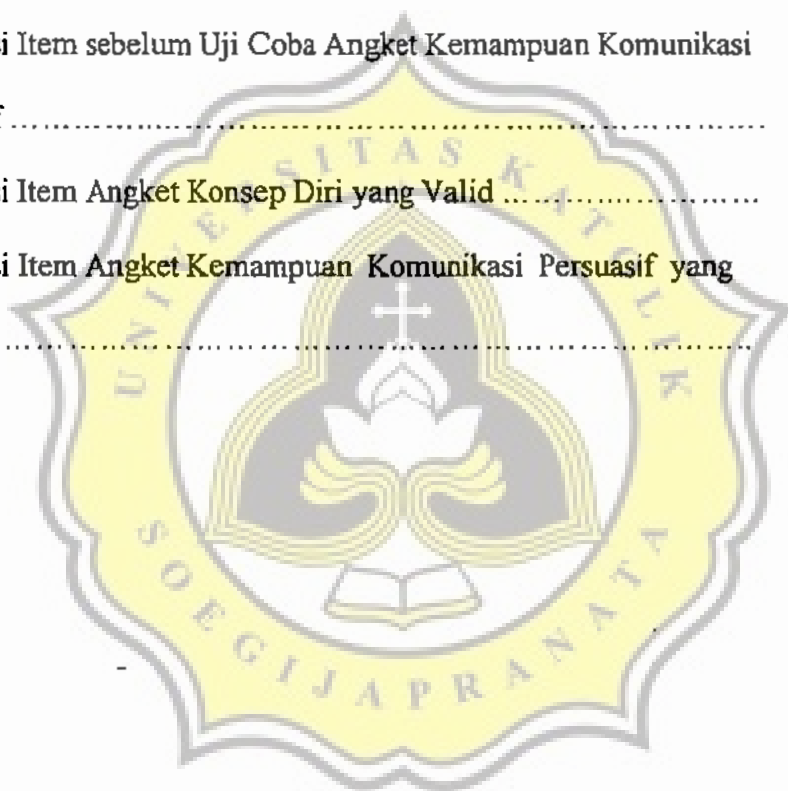 i Item sebelum Uji Coba Angket Kemampuan Komunikasi
f ........................................................................
i Item Angket Konsep Diri yang Valid ........................
i Item Angket Kemampuan Komunikasi Persuasif yang
........................................................................
UNIVERSITAS KATOLIK
SOEGIJAPRANATA